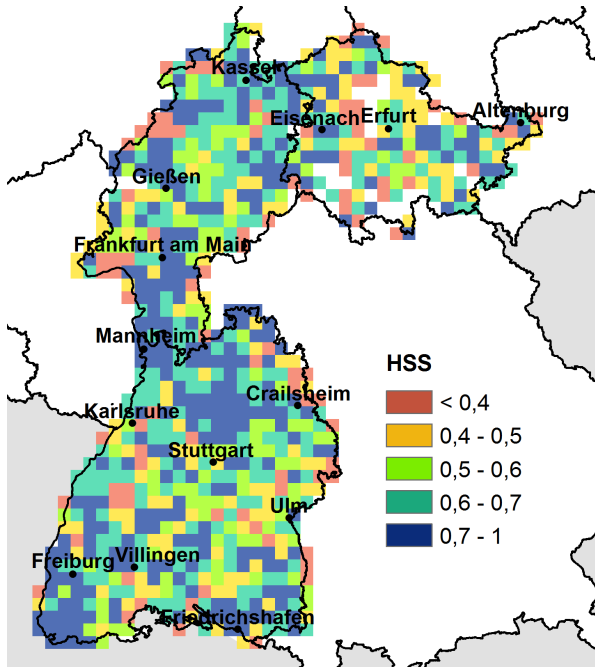 Kassel
Eisenach
Erfurt
Altenburg
Gießen
Frankfurt am Main
Mannheim
HSS
Crailsheim
< 0,4
Karlsruhe
0,4 - 0,5
Stuttgart
0,5 - 0,6
0,6 - 0,7
Ulm
0,7 - 1
Freiburg
Villingen
Friedrichshafen